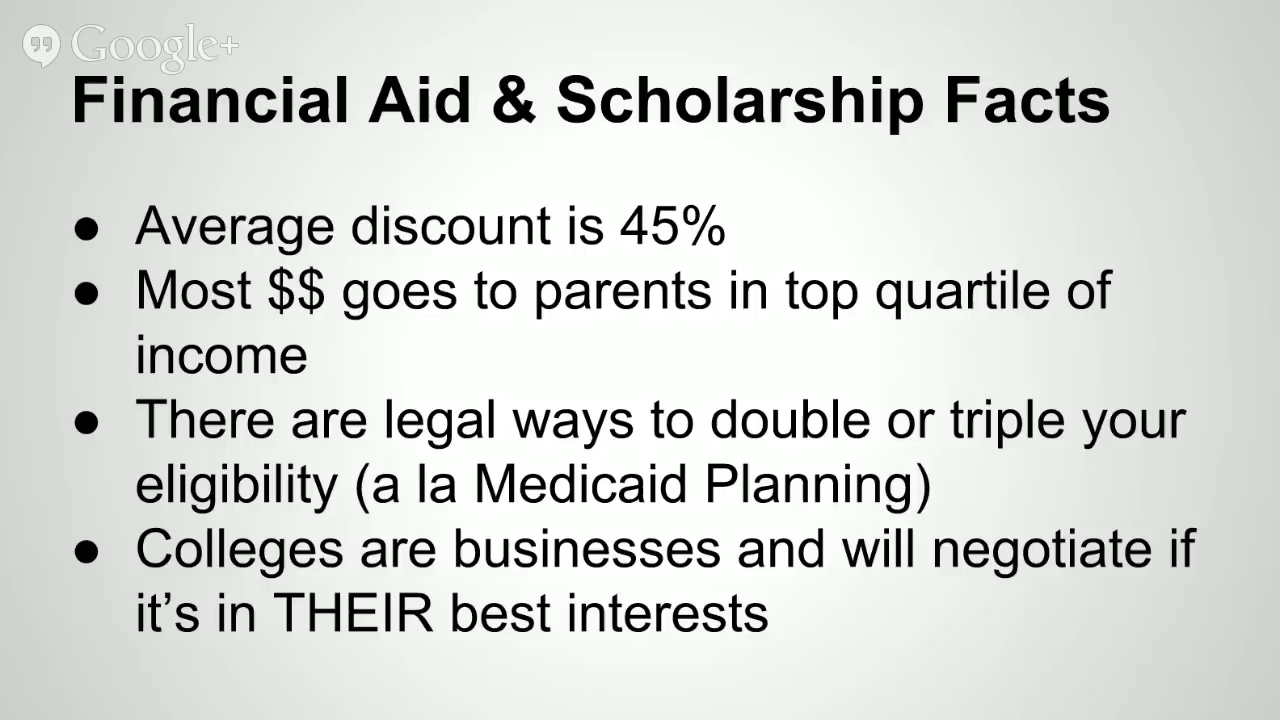 Google+
Financial Aid & Scholarship Facts
● Average discount is 45%
● Most $$ goes to parents in top quartile of
income
● There are legal ways to double or triple your
eligibility (a la Medicaid Planning)
● Colleges are businesses and will negotiate if
it's in THEIR best interests